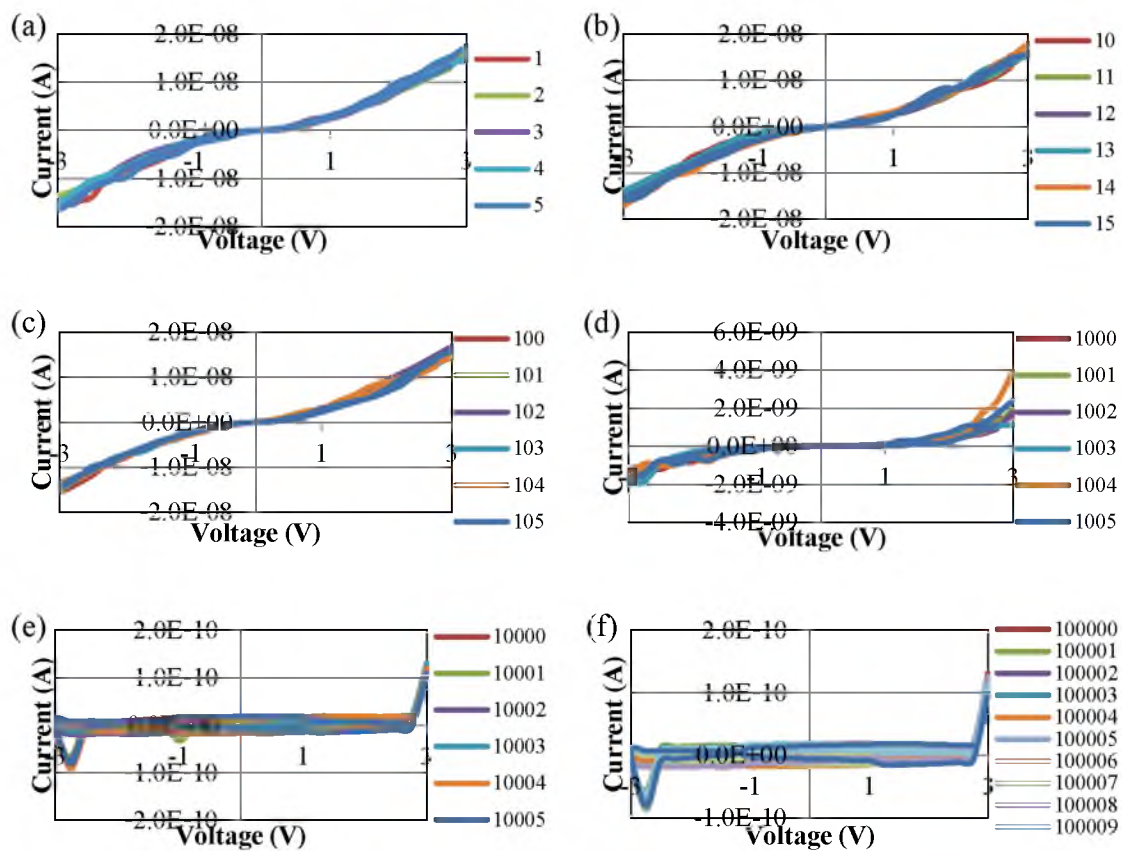 (a)
2.0E-08
1.0E-08
0.0E+00
-1.0E-08
-2.0E-08
-3
-1
1
3
Current (A)
Voltage (V)
1
2
3
4
5
(b)
2.0E-08
1.0E-08
0.0E+00
-1.0E-08
-2.0E-08
-3
-1
1
3
Current (A)
Voltage (V)
10
11
12
13
14
15
(c)
2.0E-08
1.0E-08
0.0E+00
-1.0E-08
-2.0E-08
-3
-1
1
3
Current (A)
Voltage (V)
100
101
102
103
104
105
(d)
6.0E-09
4.0E-09
2.0E-09
0.0E+00
-2.0E-09
-4.0E-09
1
3
Current (A)
Voltage (V)
1000
1001
1002
1003
1004
1005
(e)
2.0E-10
1.0E-10
-1.0E-10
-2.0E-10
-3
-1
1
3
Current (A)
Voltage (V)
10000
10001
10002
10003
10004
10005
(f)
2.0E-10
1.0E-10
0.0E+00
-1.0E-10
-3
-1
1
3
Current (A)
Voltage (V)
100000
100001
100002
100003
100004
100005
100006
100007
100008
100009